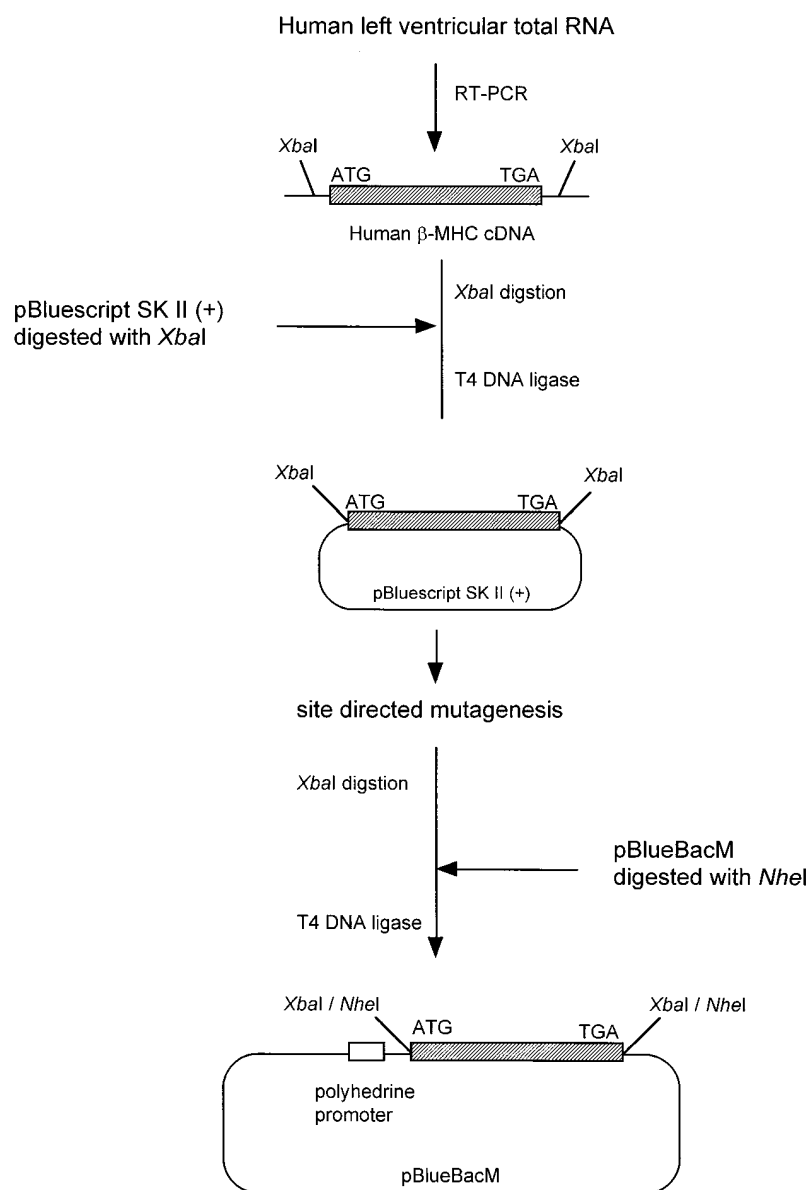 Human left ventricular total RNA
RT-PCR
XbaI
XbaI
ATG
TGA
Human β-MHC cDNA
XbaI digstion
pBluescript SK II (+)
digested with XbaI
T4 DNA ligase
XbaI
XbaI
ATG
TGA
pBluescript SK II (+)
site directed mutagenesis
XbaI digstion
pBlueBacM
digested with NheI
T4 DNA ligase
XbaI / NheI
XbaI / NheI
ATG
TGA
polyhedrine
promoter
pBlueBacM